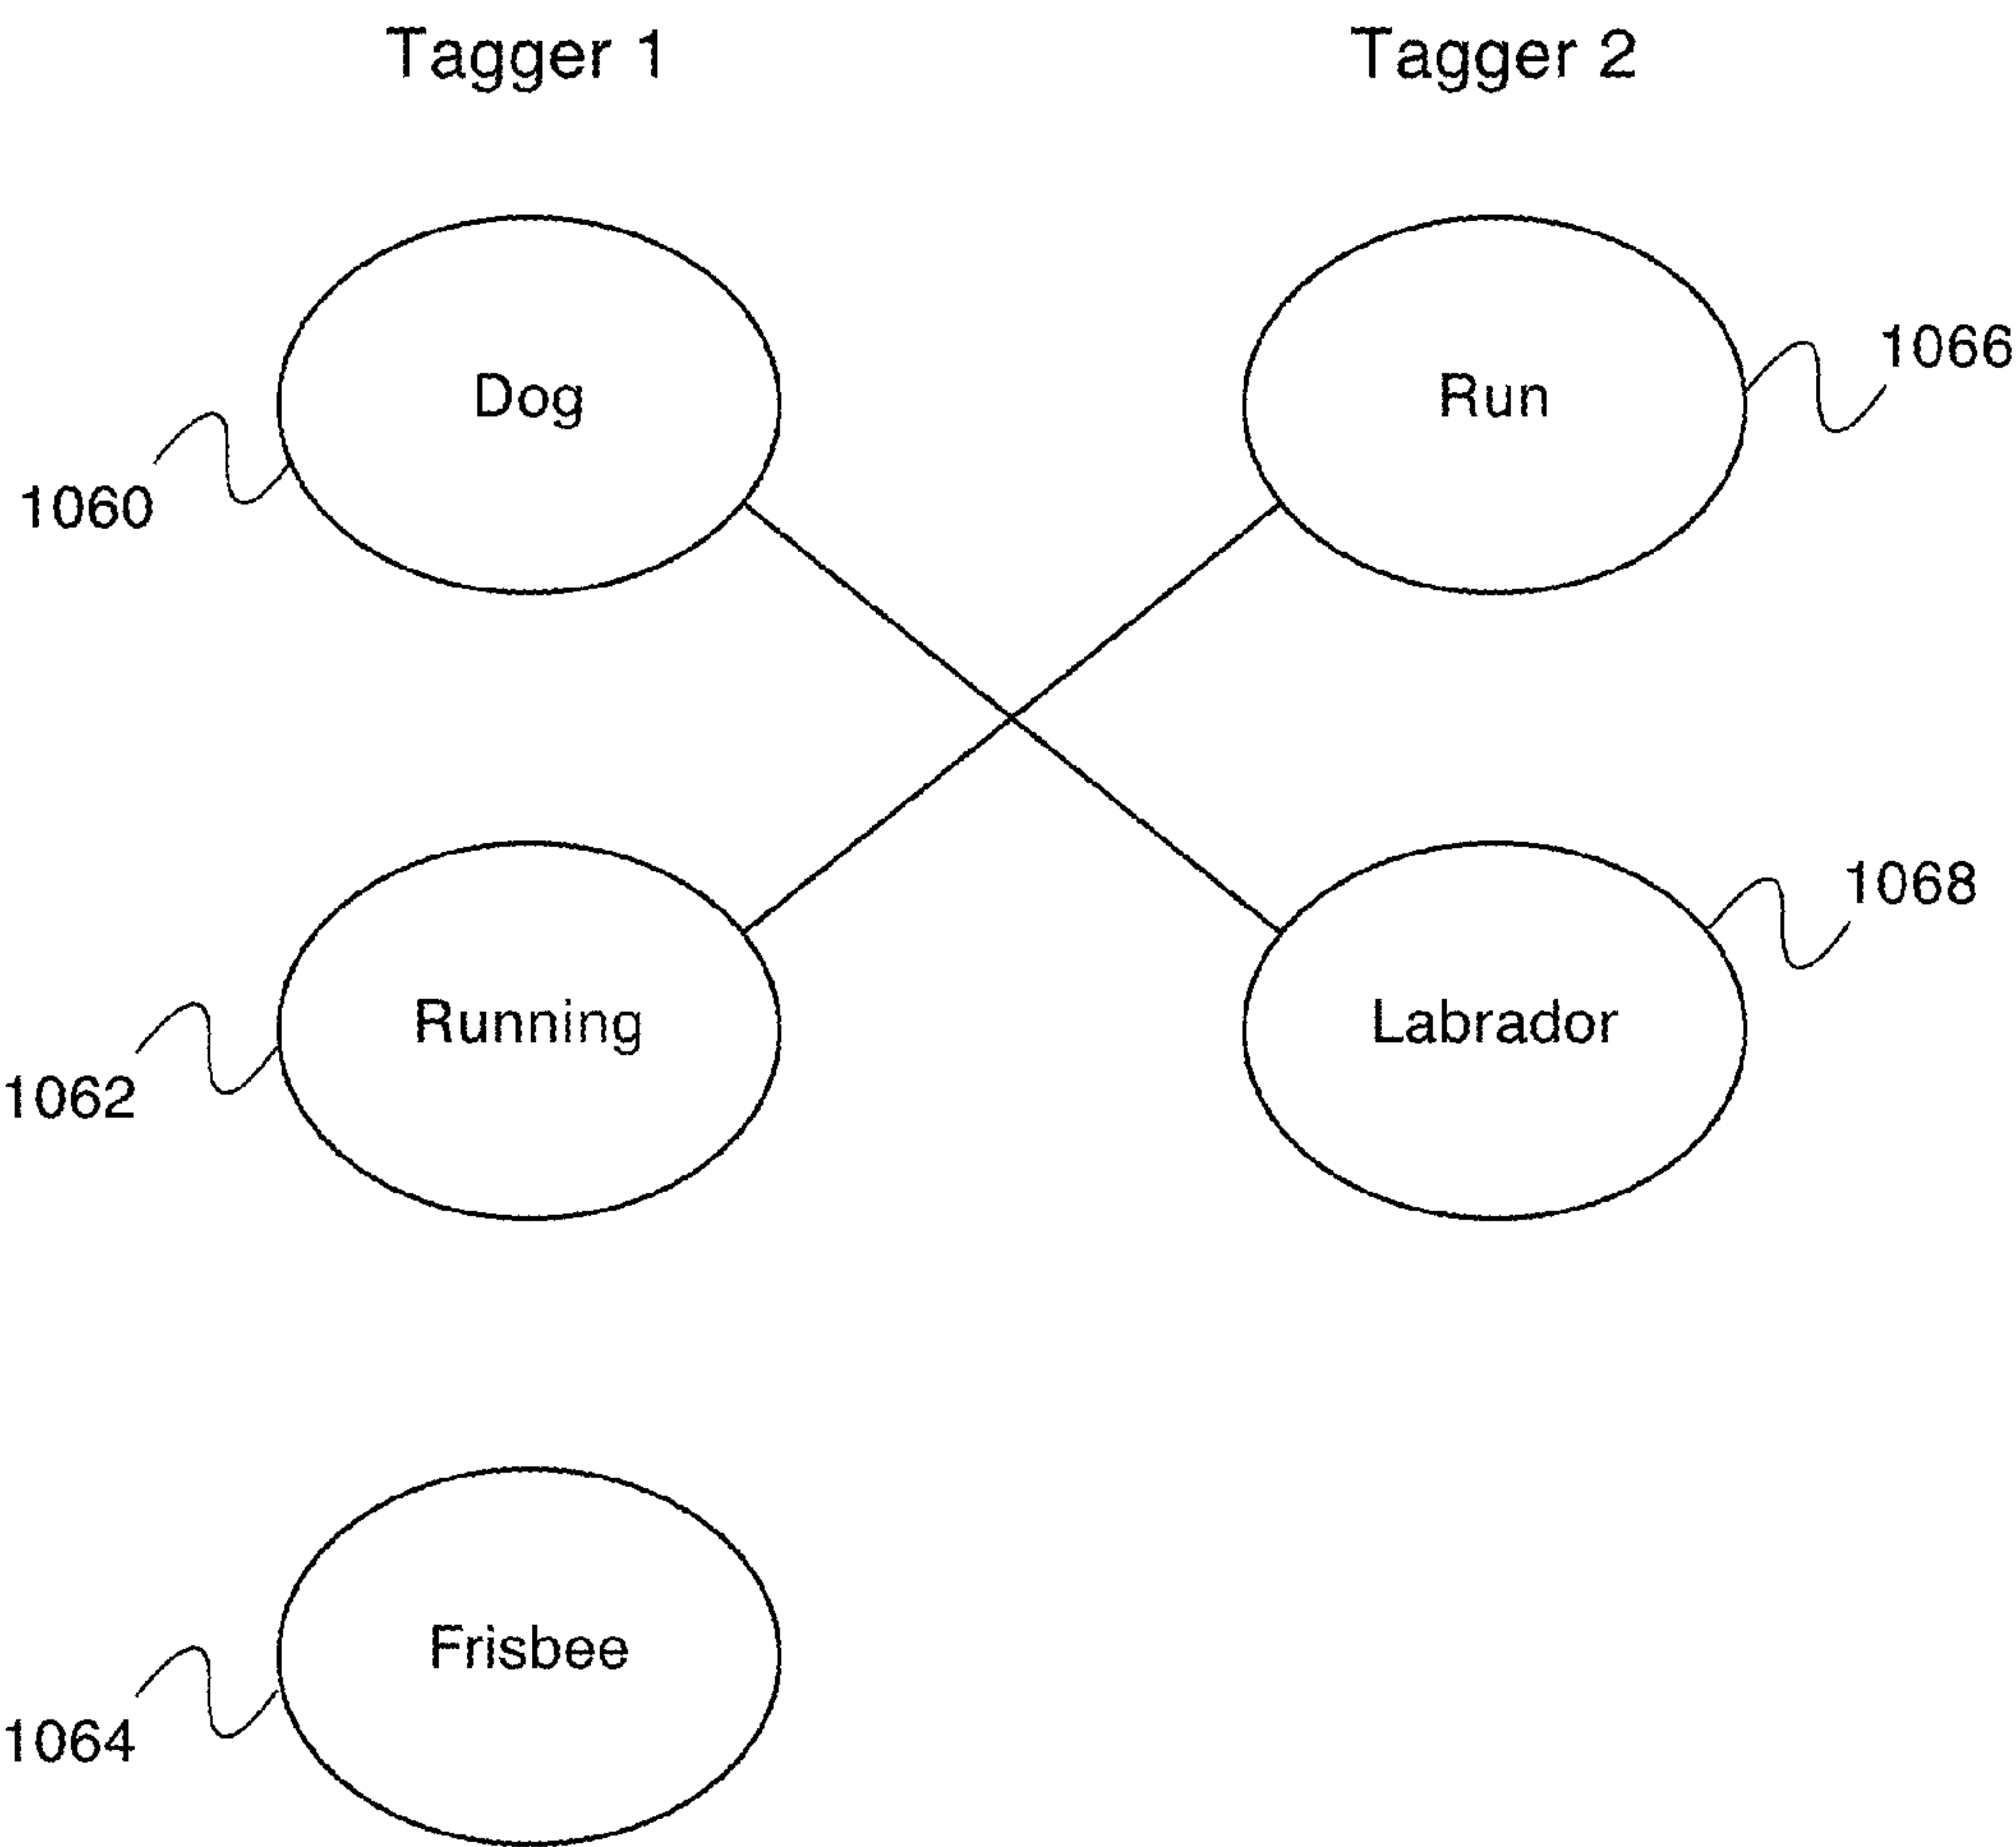 Tagger 1
Tagger 2
Dog
Run
1066
1060
Running
Labrador
1068
1062
Frisbee
1064